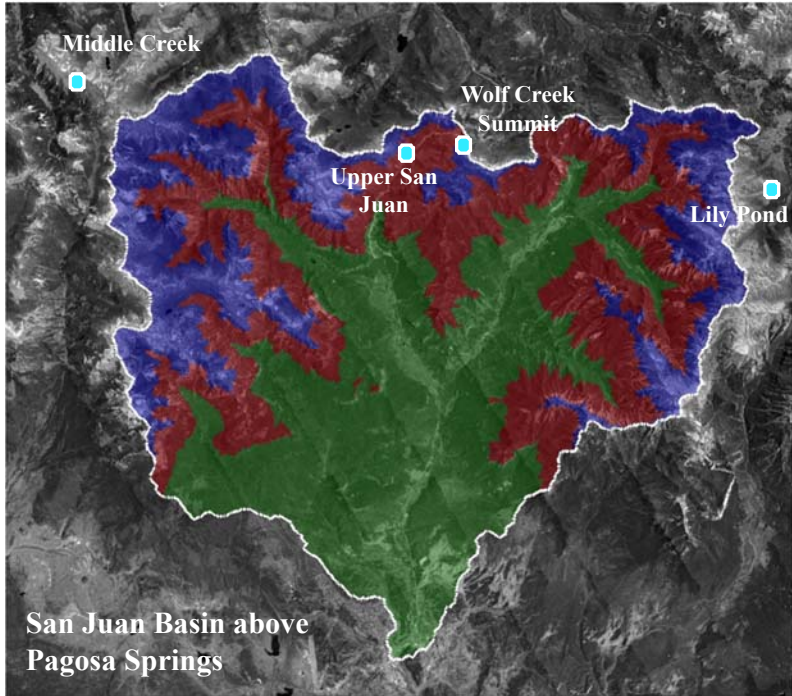 Middle Creek
Wolf Creek
Summit
Upper San
Juan
Lily Pond
San Juan Basin above
Pagosa Springs